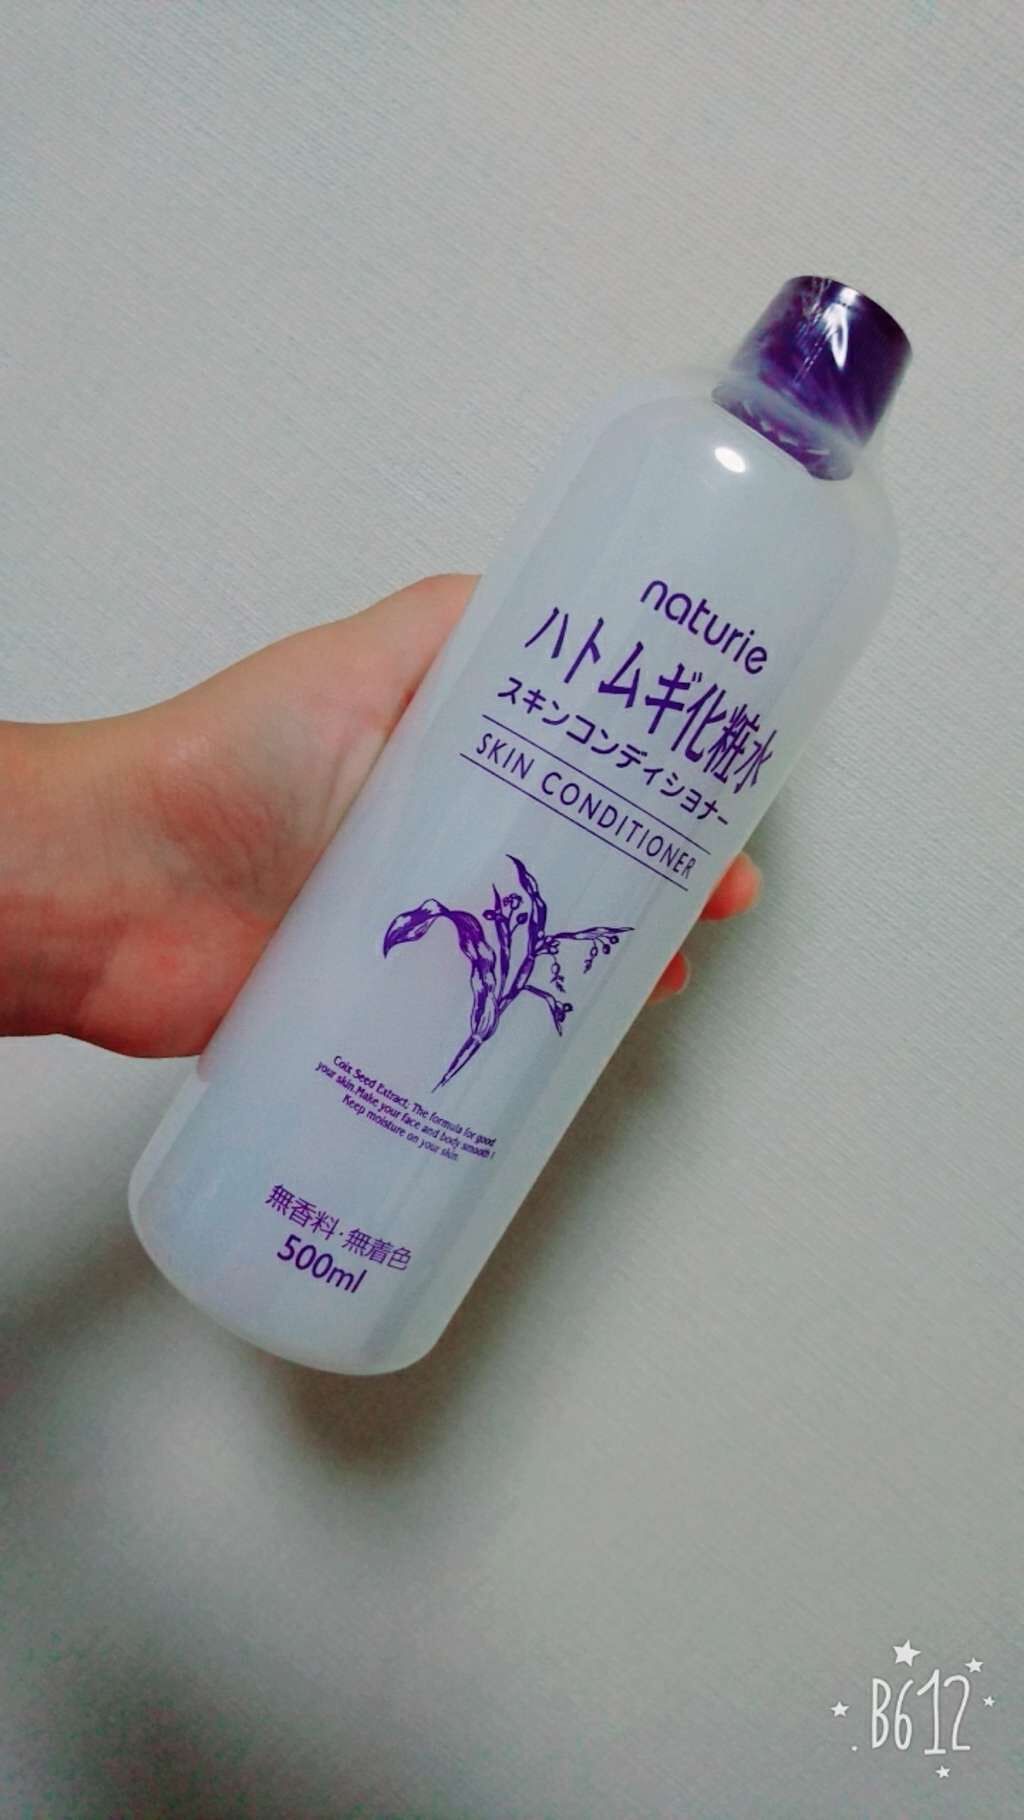 naturie
ハトムギ化粧水
スキンコンディショナー
SKIN CONDITIONER
Coix Seed Extract; The formula for good
your skin.Make your face and body smooth !
Keep moisture on your skin.
無香料・無着色
500ml
B612